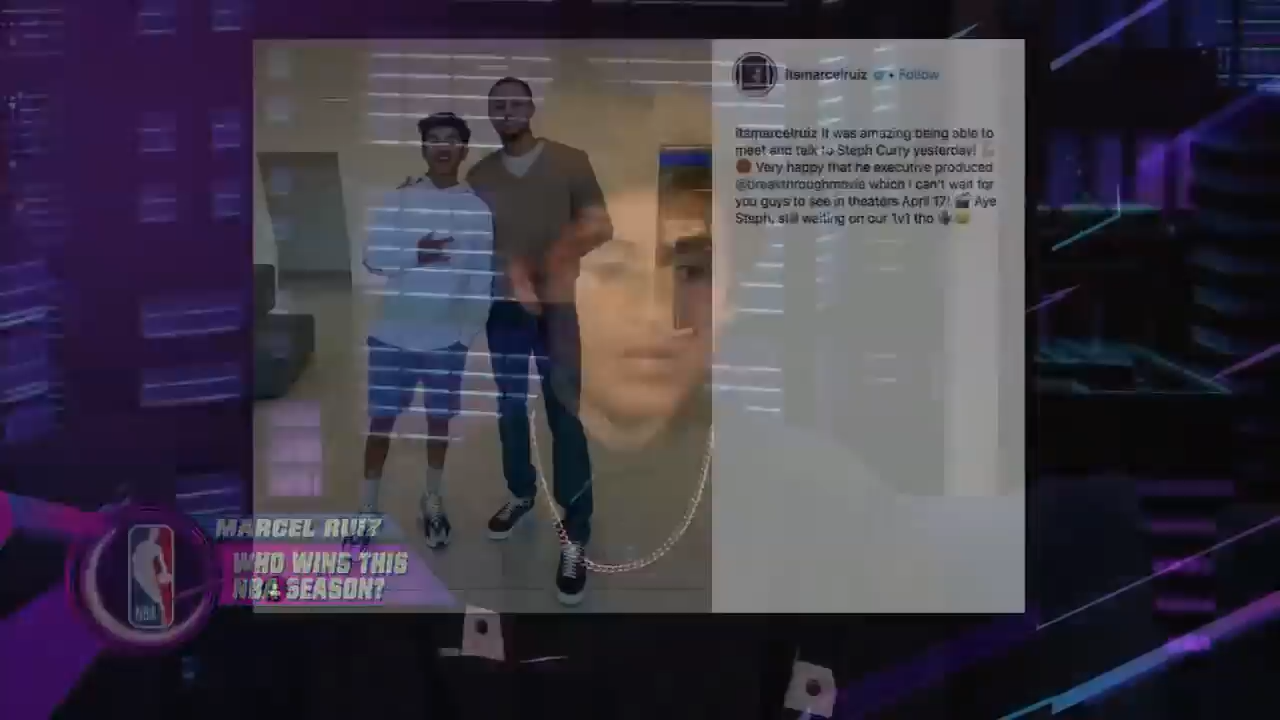 itsmarcelruiz • Follow
itsmarcelruiz It was amazing being able to
meet and talk to Steph Curry yesterday!
Very happy that he executive produced
@breakthroughmovie which I can't wait for
you guys to see in theaters April 17! Aye
Steph, still waiting on our 1v1 tho
MARCEL RUIZ
WHO WINS THIS
NBA SEASON?
NBA